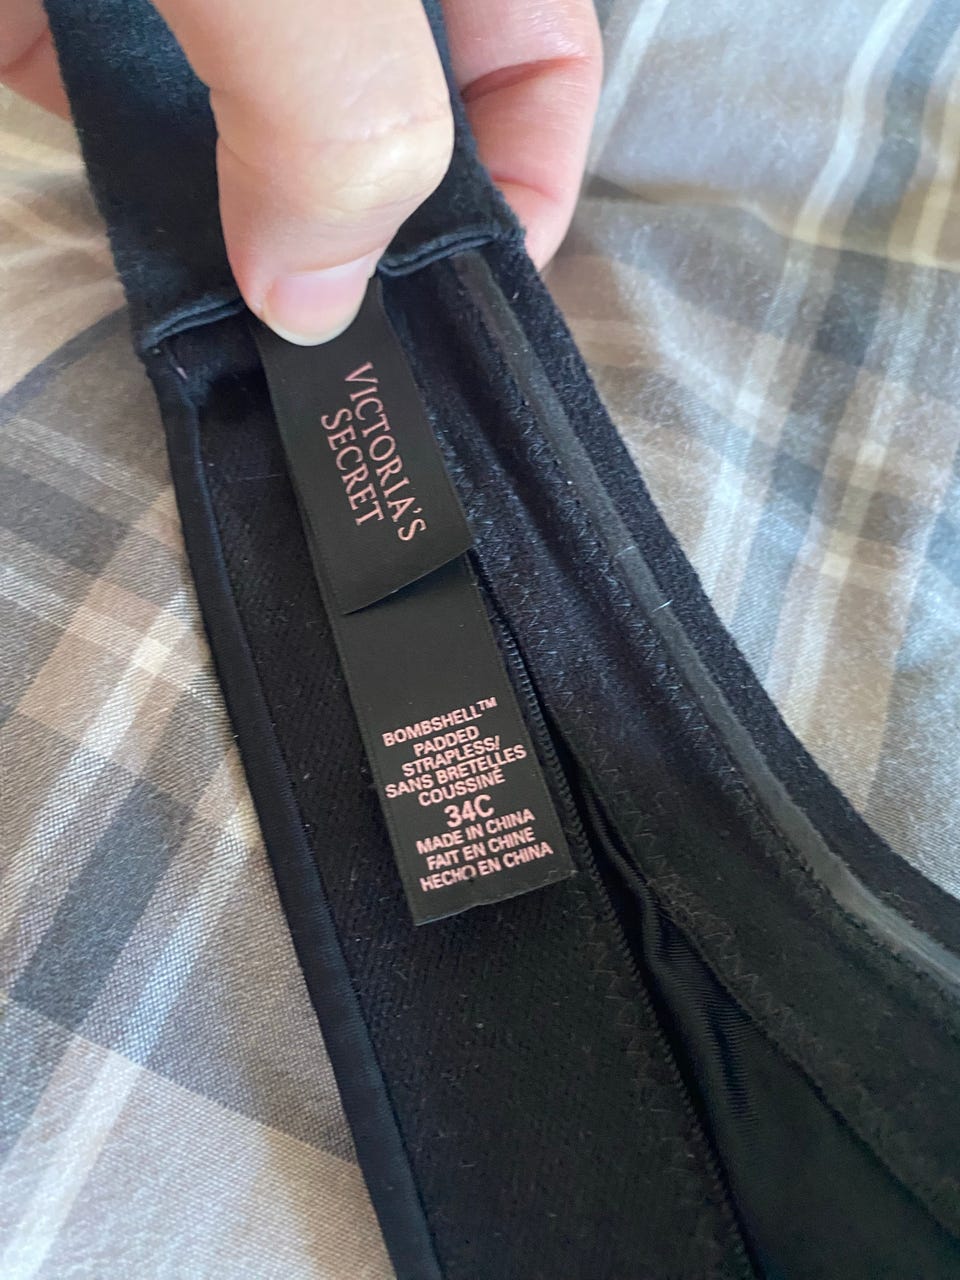 VICTORIA'S
SECRET
BOMBSHELL™
PADDED
STRAPLESS/
SANS BRETELLES
COUSSINÉ
34C
MADE IN CHINA
FAIT EN CHINE
HECHO EN CHINA